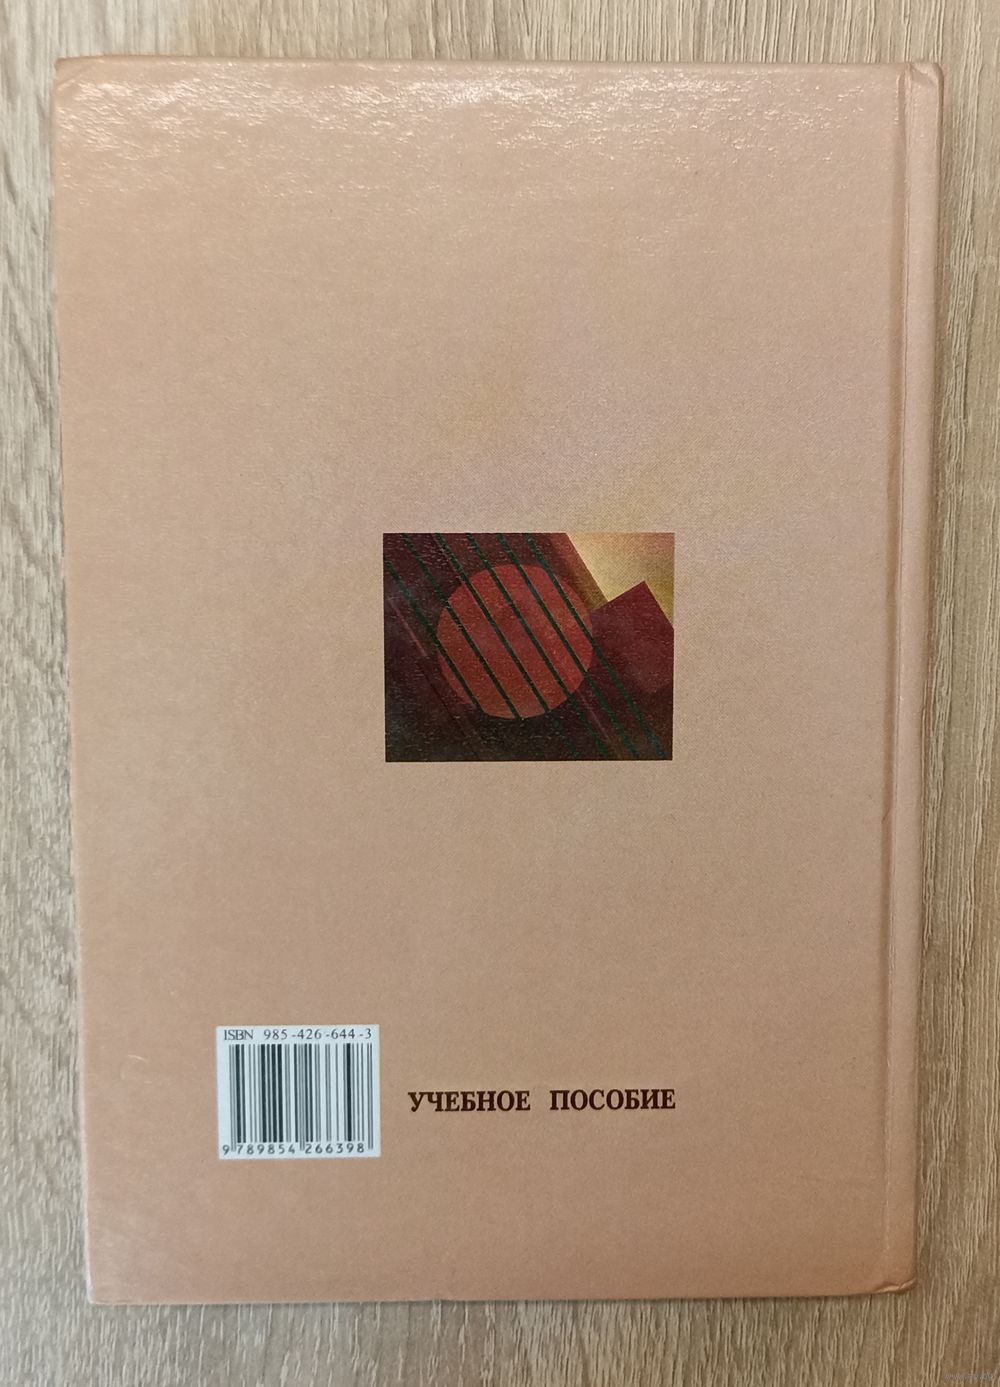 ISBN 985-426-644-3
9 789854 266398
УЧЕБНОЕ ПОСОБИЕ